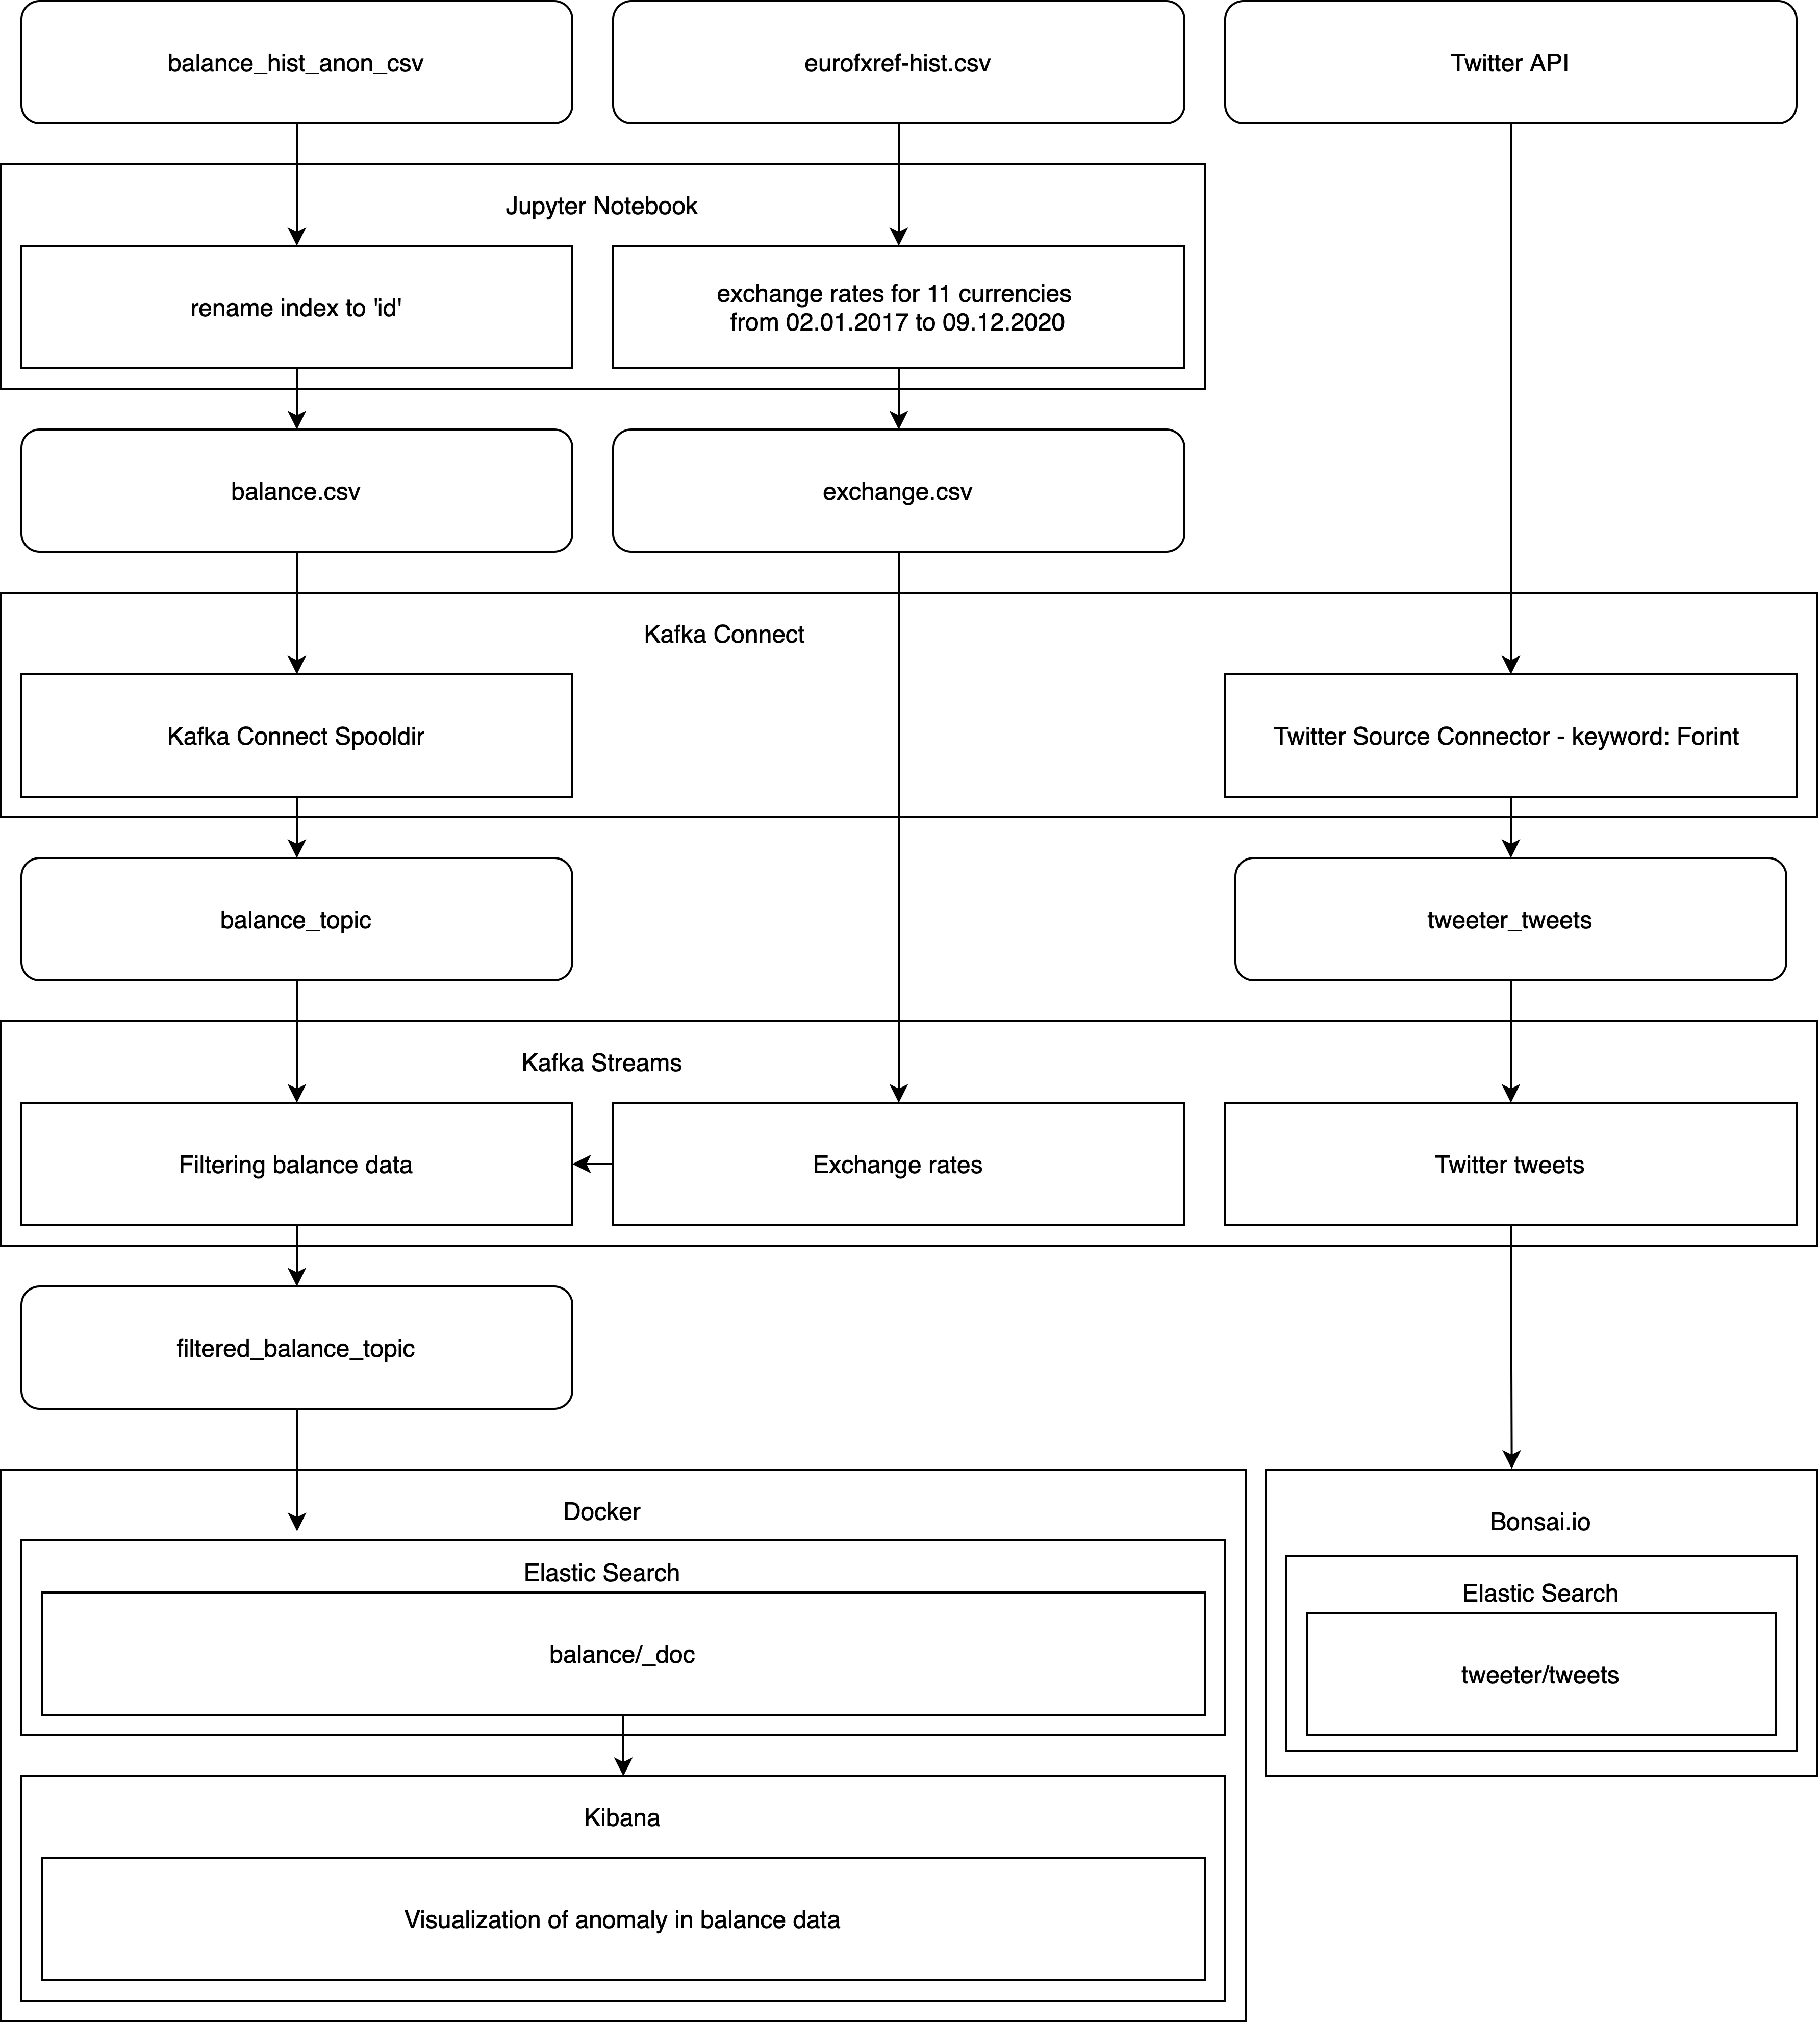 balance_hist_anon_csv
eurofxref-hist.csv
Twitter API
Jupyter Notebook
rename index to 'id'
exchange rates for 11 currencies
from 02.01.2017 to 09.12.2020
balance.csv
exchange.csv
Kafka Connect
Kafka Connect Spooldir
Twitter Source Connector - keyword: Forint
balance_topic
tweeter_tweets
Kafka Streams
Filtering balance data
Exchange rates
Twitter tweets
filtered_balance_topic
Docker
Bonsai.io
Elastic Search
Elastic Search
balance/_doc
tweeter/tweets
Kibana
Visualization of anomaly in balance data